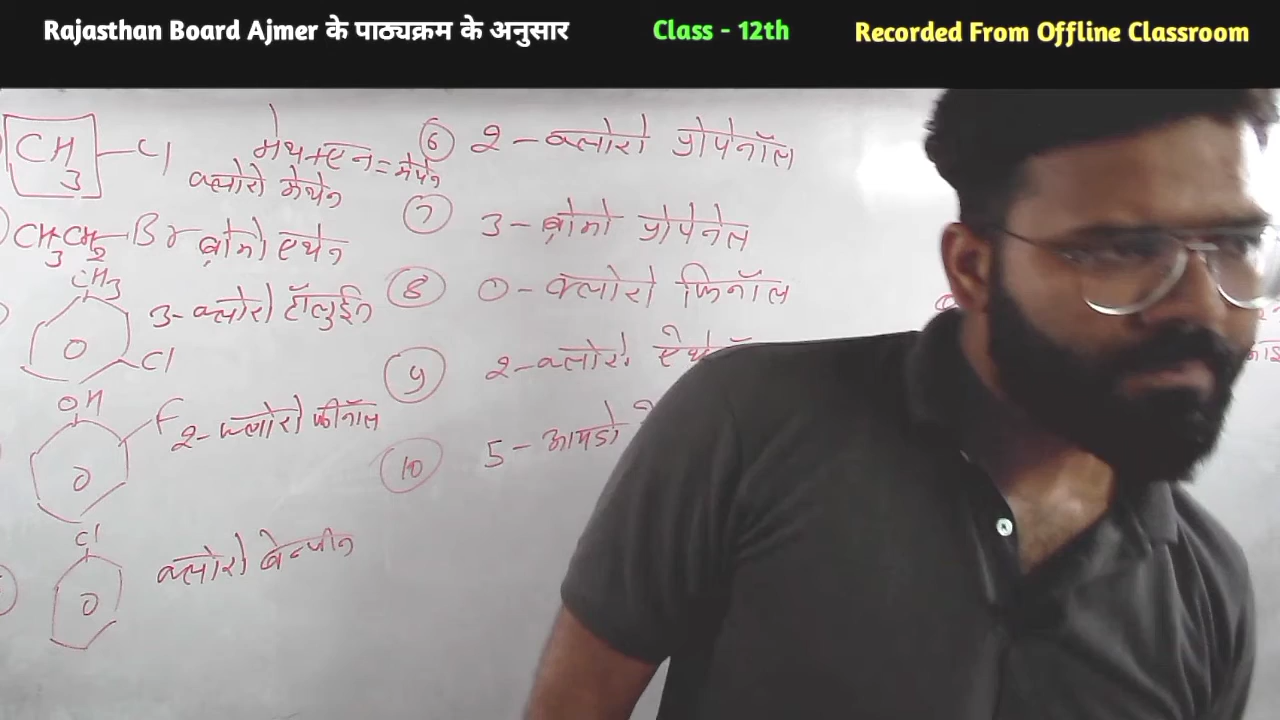 Rajasthan Board Ajmer के पाठ्यक्रम के अनुसार Class - 12th Recorded From Offline Classroom
CH3 - Cl मेथ+एन = मेथेन
क्लोरो मेथेन
CH3CH2 - Br ब्रोमो एथेन
CH3
3-क्लोरो टॉलुईन
O
Cl
OH
F
2-क्लोरो फीनॉल
O
Cl
क्लोरो बेन्जीन
O
6 2-क्लोरो प्रोपेनॉल
7 3-ब्रोमो प्रोपेनेल
8 O-क्लोरो फिनॉल
9 2-क्लोरो
10 5-आयडो